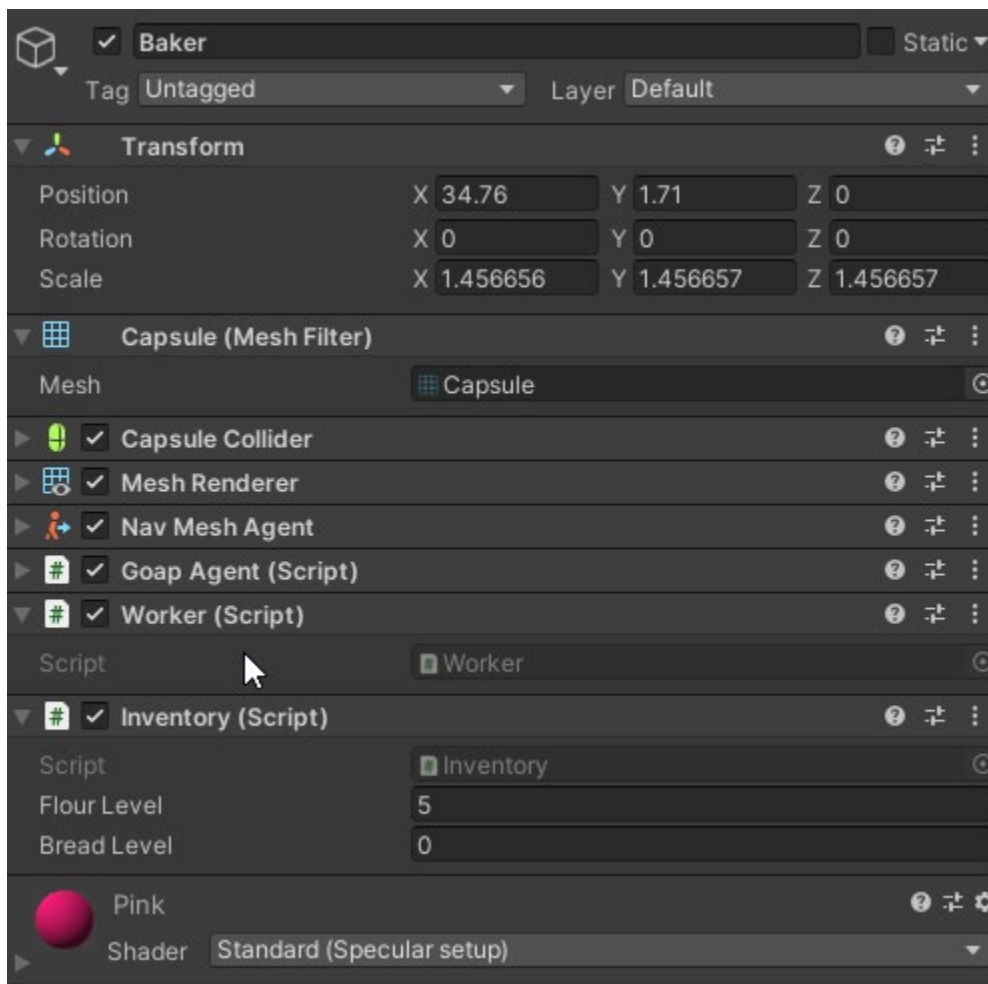 Baker Static
Tag Untagged Layer Default
Transform
Position X 34.76 Y 1.71 Z 0
Rotation X 0 Y 0 Z 0
Scale X 1.456656 Y 1.456657 Z 1.456657
Capsule (Mesh Filter)
Mesh Capsule
Capsule Collider
Mesh Renderer
Nav Mesh Agent
# Goap Agent (Script)
# Worker (Script)
Script # Worker
# Inventory (Script)
Script # Inventory
Flour Level 5
Bread Level 0
Pink
Shader Standard (Specular setup)